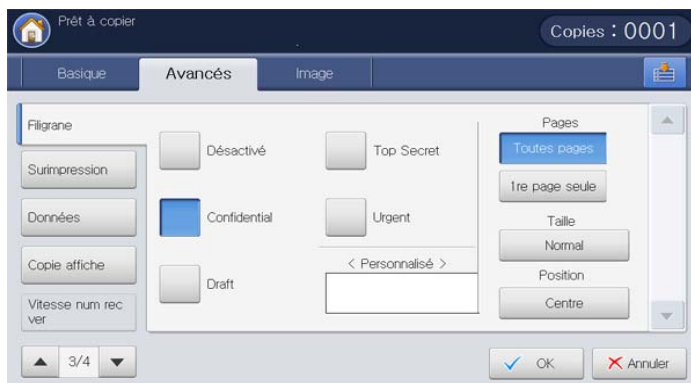 Prêt à copier
Copies : 0001
Basique
Avancés
Image
Filigrane
Surimpression
Données
Copie affiche
Vitesse num rec
ver
3/4
Désactivé
Top Secret
Confidential
Urgent
Draft
< Personnalisé >
Pages
Toutes pages
1re page seule
Taille
Normal
Position
Centre
OK
Annuler